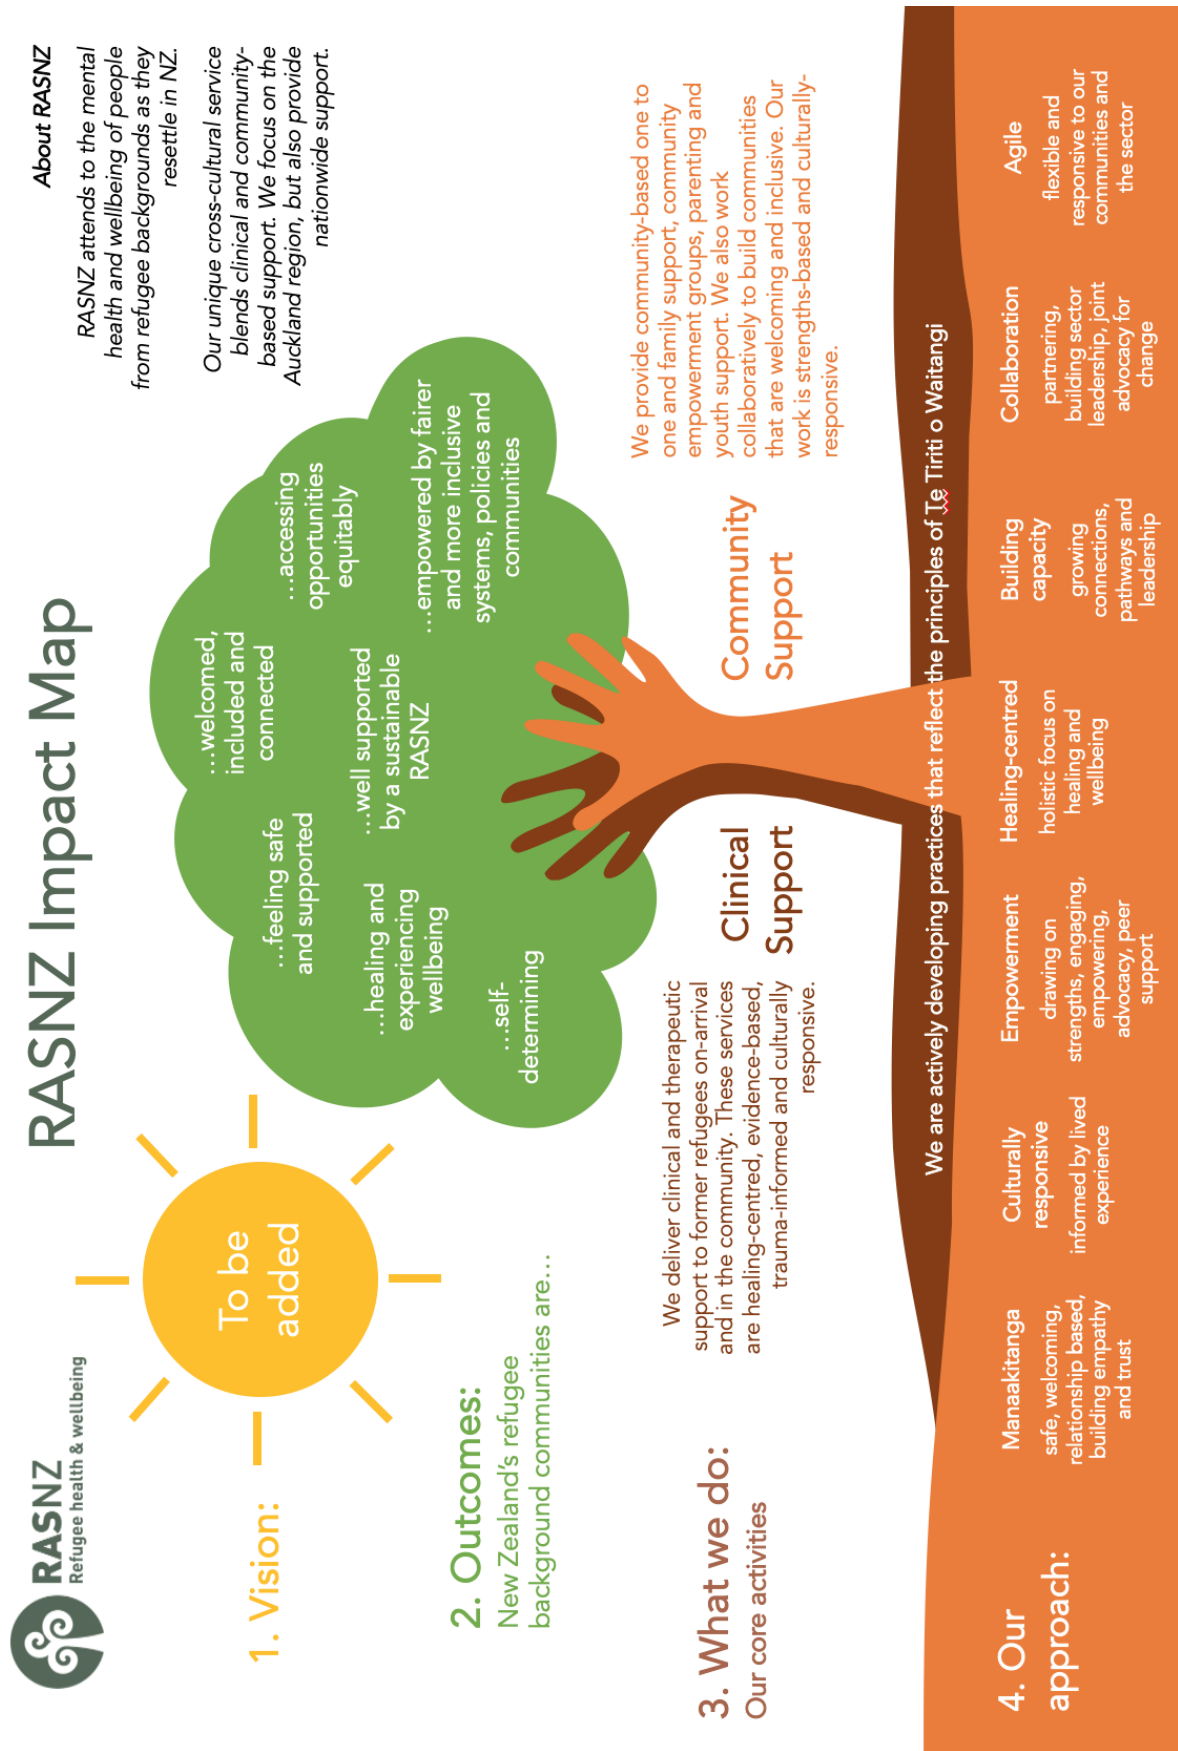 RASNZ
Refugee health & wellbeing
RASNZ Impact Map
About RASNZ
RASNZ attends to the mental
health and wellbeing of people
from refugee backgrounds as they
resettle in NZ.
Our unique cross-cultural service
blends clinical and community-
based support. We focus on the
Auckland region, but also provide
nationwide support.
1. Vision:
To be
added
2. Outcomes:
New Zealand's refugee
background communities are...
...self-
determining
...healing and
experiencing
wellbeing
...feeling safe
and supported
...welcomed,
included and
connected
...well supported
by a sustainable
RASNZ
...accessing
opportunities
equitably
...empowered by fairer
and more inclusive
systems, policies and
communities
3. What we do:
Our core activities
We deliver clinical and therapeutic
support to former refugees on-arrival
and in the community. These services
are healing-centred, evidence-based,
trauma-informed and culturally
responsive.
Clinical
Support
Community
Support
We provide community-based one to
one and family support, community
empowerment groups, parenting and
youth support. We also work
collaboratively to build communities
that are welcoming and inclusive. Our
work is strengths-based and culturally-
responsive.
We are actively developing practices that reflect the principles of Te Tiriti o Waitangi
4. Our
approach:
Manaakitanga
safe, welcoming,
relationship based,
building empathy
and trust
Culturally
responsive
informed by lived
experience
Empowerment
drawing on
strengths, engaging,
empowering,
advocacy, peer
support
Healing-centred
holistic focus on
healing and
wellbeing
Building
capacity
growing
connections,
pathways and
leadership
Collaboration
partnering,
building sector
leadership, joint
advocacy for
change
Agile
flexible and
responsive to our
communities and
the sector